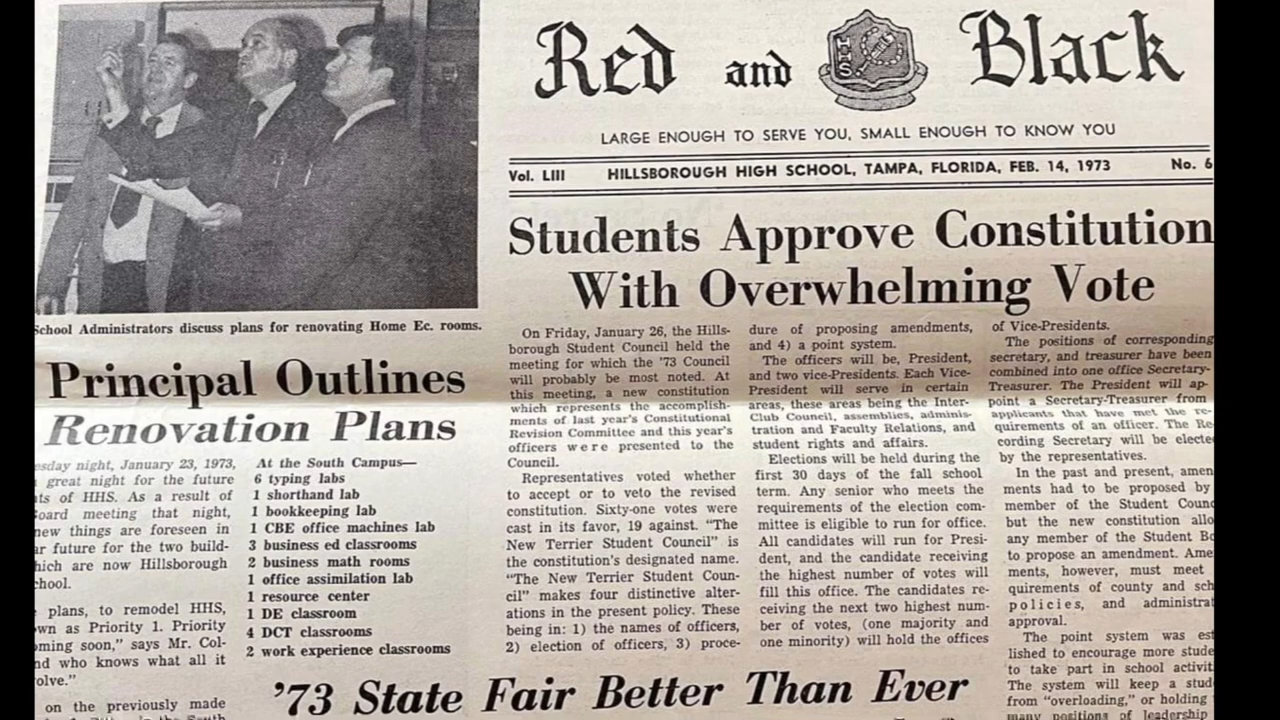 Red and Black
HHS
LARGE ENOUGH TO SERVE YOU, SMALL ENOUGH TO KNOW YOU
Vol. LIII HILLSBOROUGH HIGH SCHOOL, TAMPA, FLORIDA, FEB. 14, 1973 No. 6
School Administrators discuss plans for renovating Home Ec. rooms.
Principal Outlines
Renovation Plans
esday night, January 23, 1973,
great night for the future
ts of HHS. As a result of
oard meeting that night,
new things are foreseen in
ar future for the two build-
hich are now Hillsborough
chool.
plans, to remodel HHS,
wn as Priority 1. Priority
oming soon," says Mr. Col-
nd who knows what all it
olve."
on the previously made
At the South Campus—
6 typing labs
1 shorthand lab
1 bookkeeping lab
1 CBE office machines lab
3 business ed classrooms
2 business math rooms
1 office assimilation lab
1 resource center
1 DE classroom
4 DCT classrooms
2 work experience classrooms
Students Approve Constitution
With Overwhelming Vote
On Friday, January 26, the Hills-
borough Student Council held the
meeting for which the '73 Council
will probably be most noted. At
this meeting, a new constitution
which represents the accomplish-
ments of last year's Constitutional
Revision Committee and this year's
officers were presented to the
Council.
Representatives voted whether
to accept or to veto the revised
constitution. Sixty-one votes were
cast in its favor, 19 against. "The
New Terrier Student Council" is
the constitution's designated name.
"The New Terrier Student Coun-
cil" makes four distinctive alter-
ations in the present policy. These
being in: 1) the names of officers,
2) election of officers, 3) proce-
dure of proposing amendments,
and 4) a point system.
The officers will be, President,
and two vice-Presidents. Each Vice-
President will serve in certain
areas, these areas being the Inter-
Club Council, assemblies, adminis-
tration and Faculty Relations, and
student rights and affairs.
Elections will be held during the
first 30 days of the fall school
term. Any senior who meets the
requirements of the election com-
mittee is eligible to run for office.
All candidates will run for Presi-
dent, and the candidate receiving
the highest number of votes will
fill this office. The candidates re-
ceiving the next two highest num-
ber of votes, (one majority and
one minority) will hold the offices
of Vice-Presidents.
The positions of corresponding
secretary, and treasurer have been
combined into one office Secretary-
Treasurer. The President will ap-
point a Secretary-Treasurer from
applicants that have met the re-
quirements of an officer. The Re
cording Secretary will be electe
by the representatives.
In the past and present, amen
ments had to be proposed by
member of the Student Counc
but the new constitution allo
any member of the Student Bo
to propose an amendment. Ame
ments, however, must meet
quirements of county and sch
policies, and administrat
approval.
The point system was est
lished to encourage more stude
to take part in school activit
The system will keep a stud
from "overloading," or holding
many positions of leadership
'73 State Fair Better Than Ever